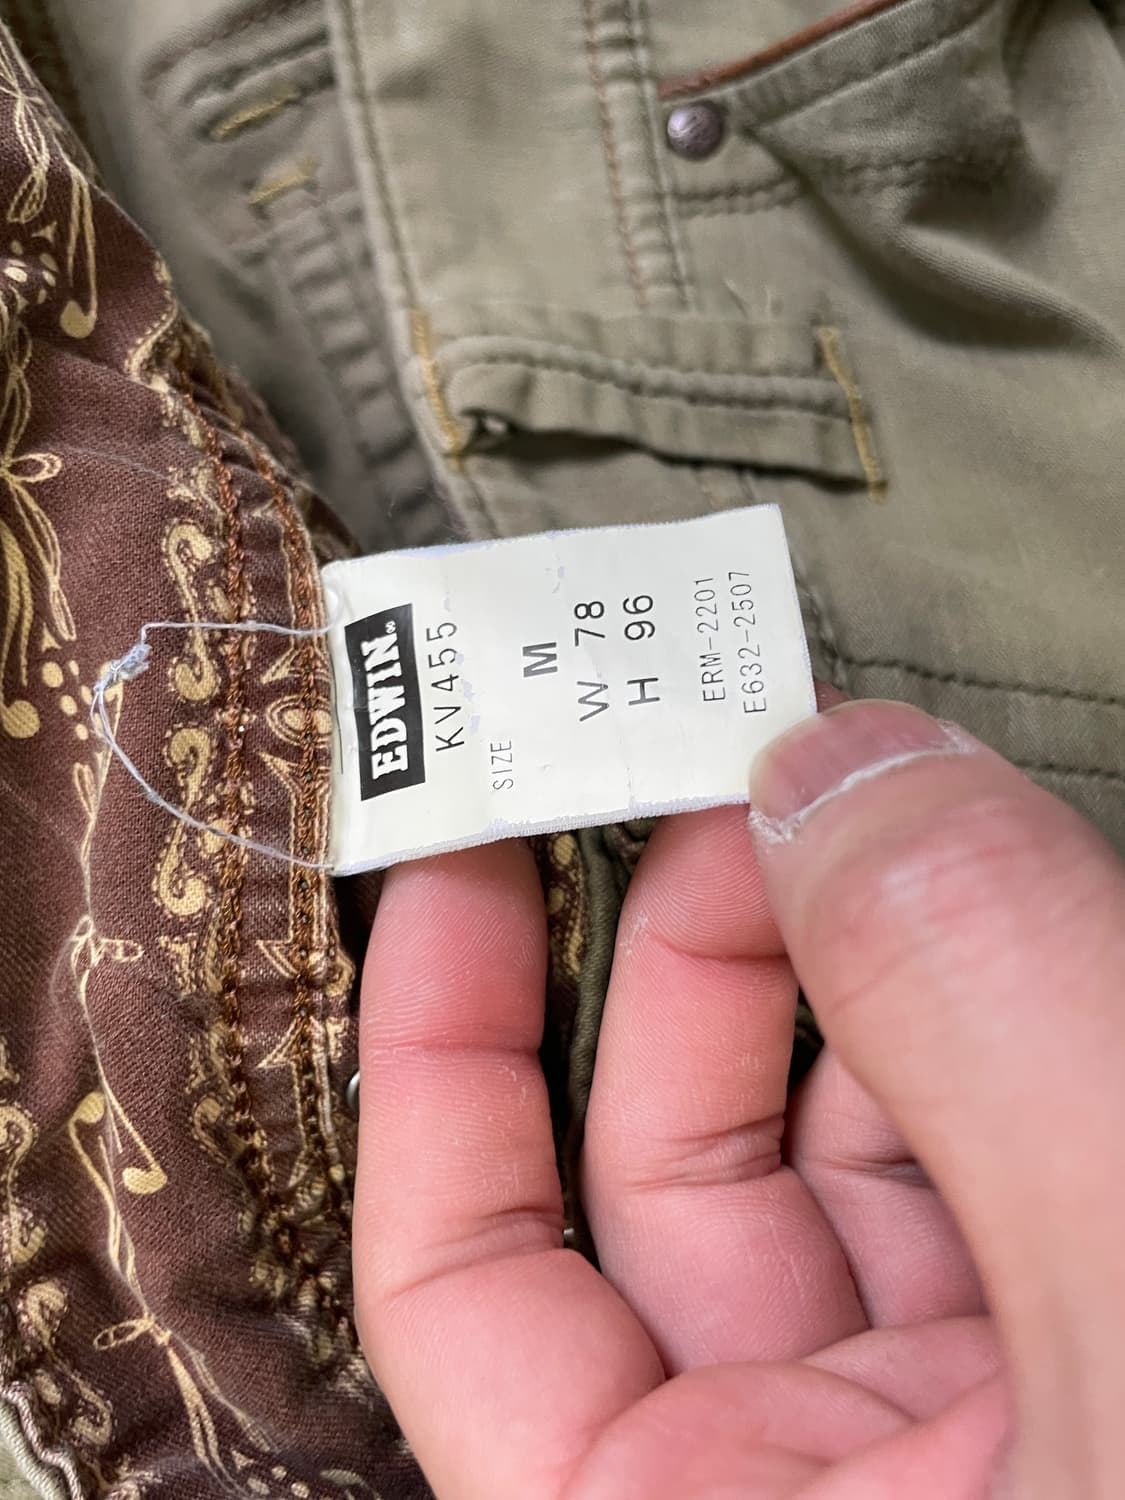 EDWIN®
KV455
SIZE
M
W 78
H 96
ERM-2201
E632-2507